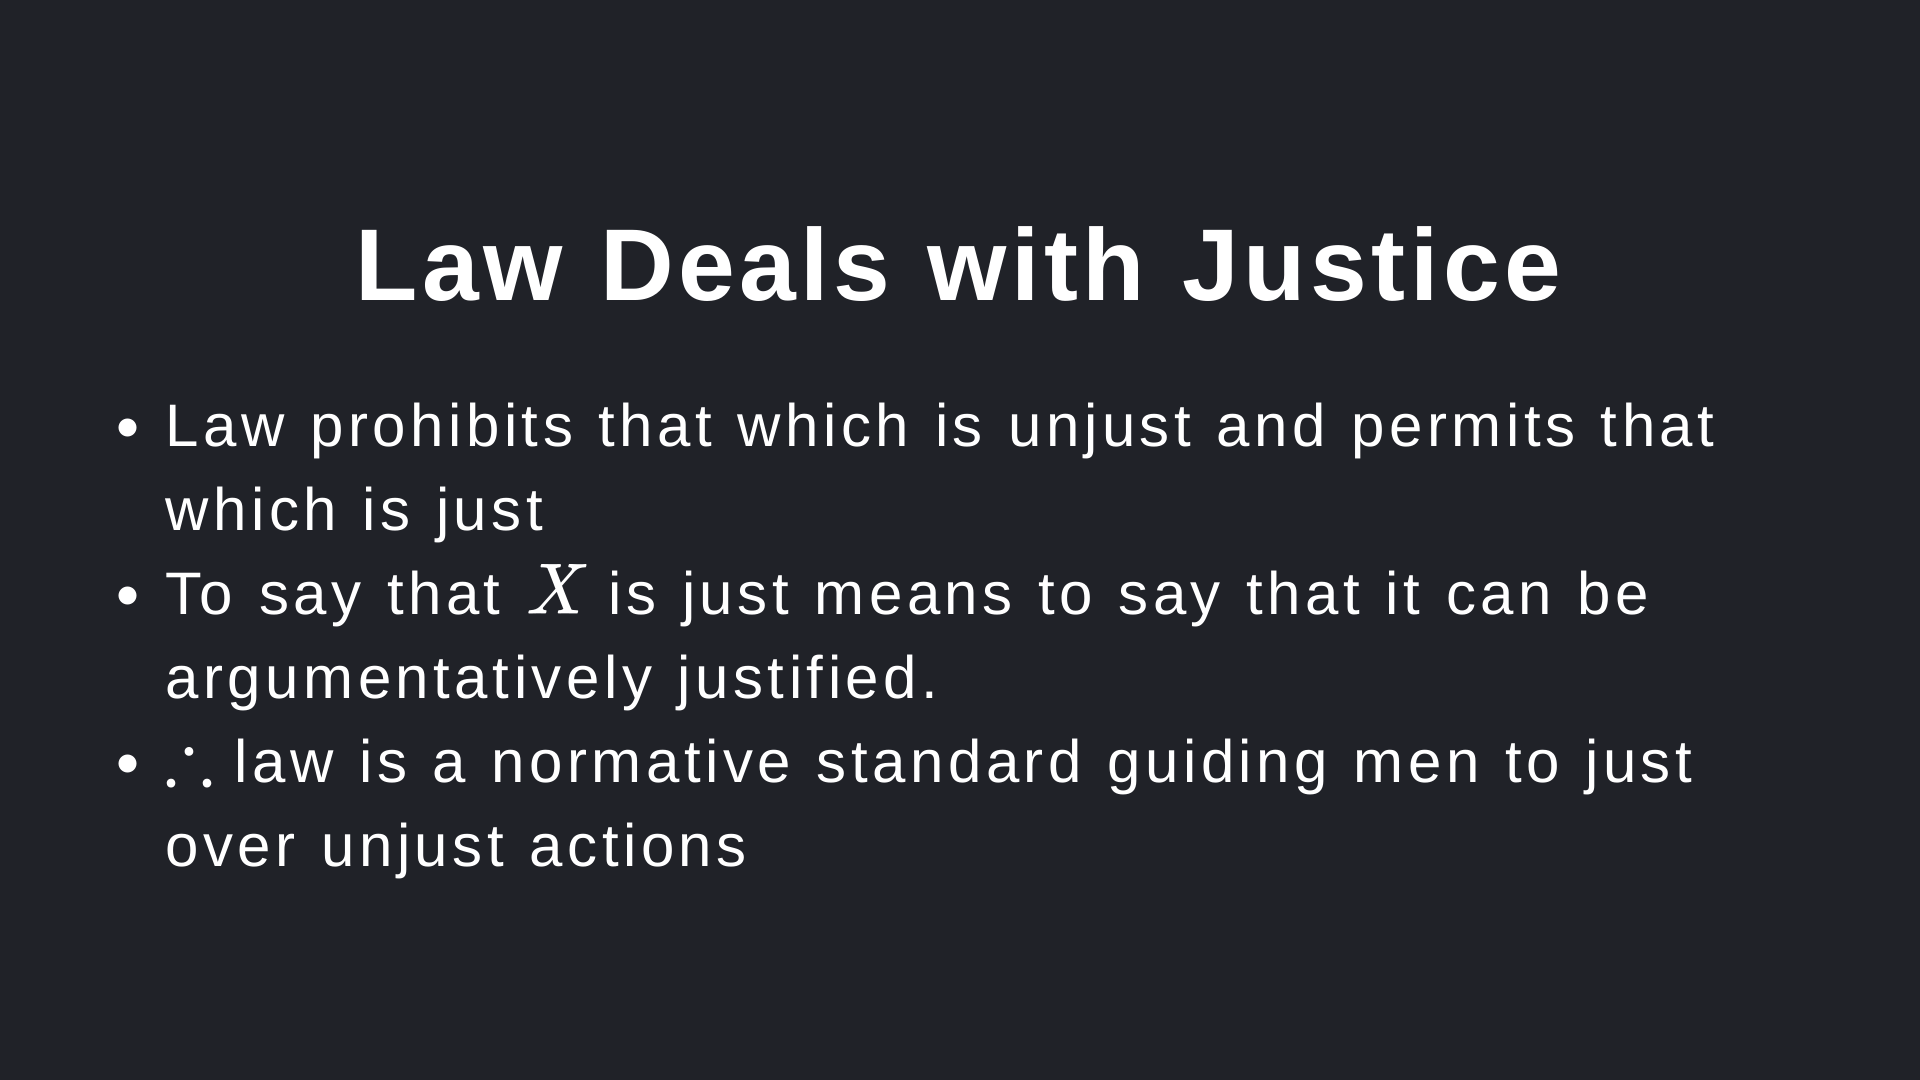 Law Deals with Justice
• Law prohibits that which is unjust and permits that
which is just
• To say that X is just means to say that it can be
argumentatively justified.
• ∴ law is a normative standard guiding men to just
over unjust actions